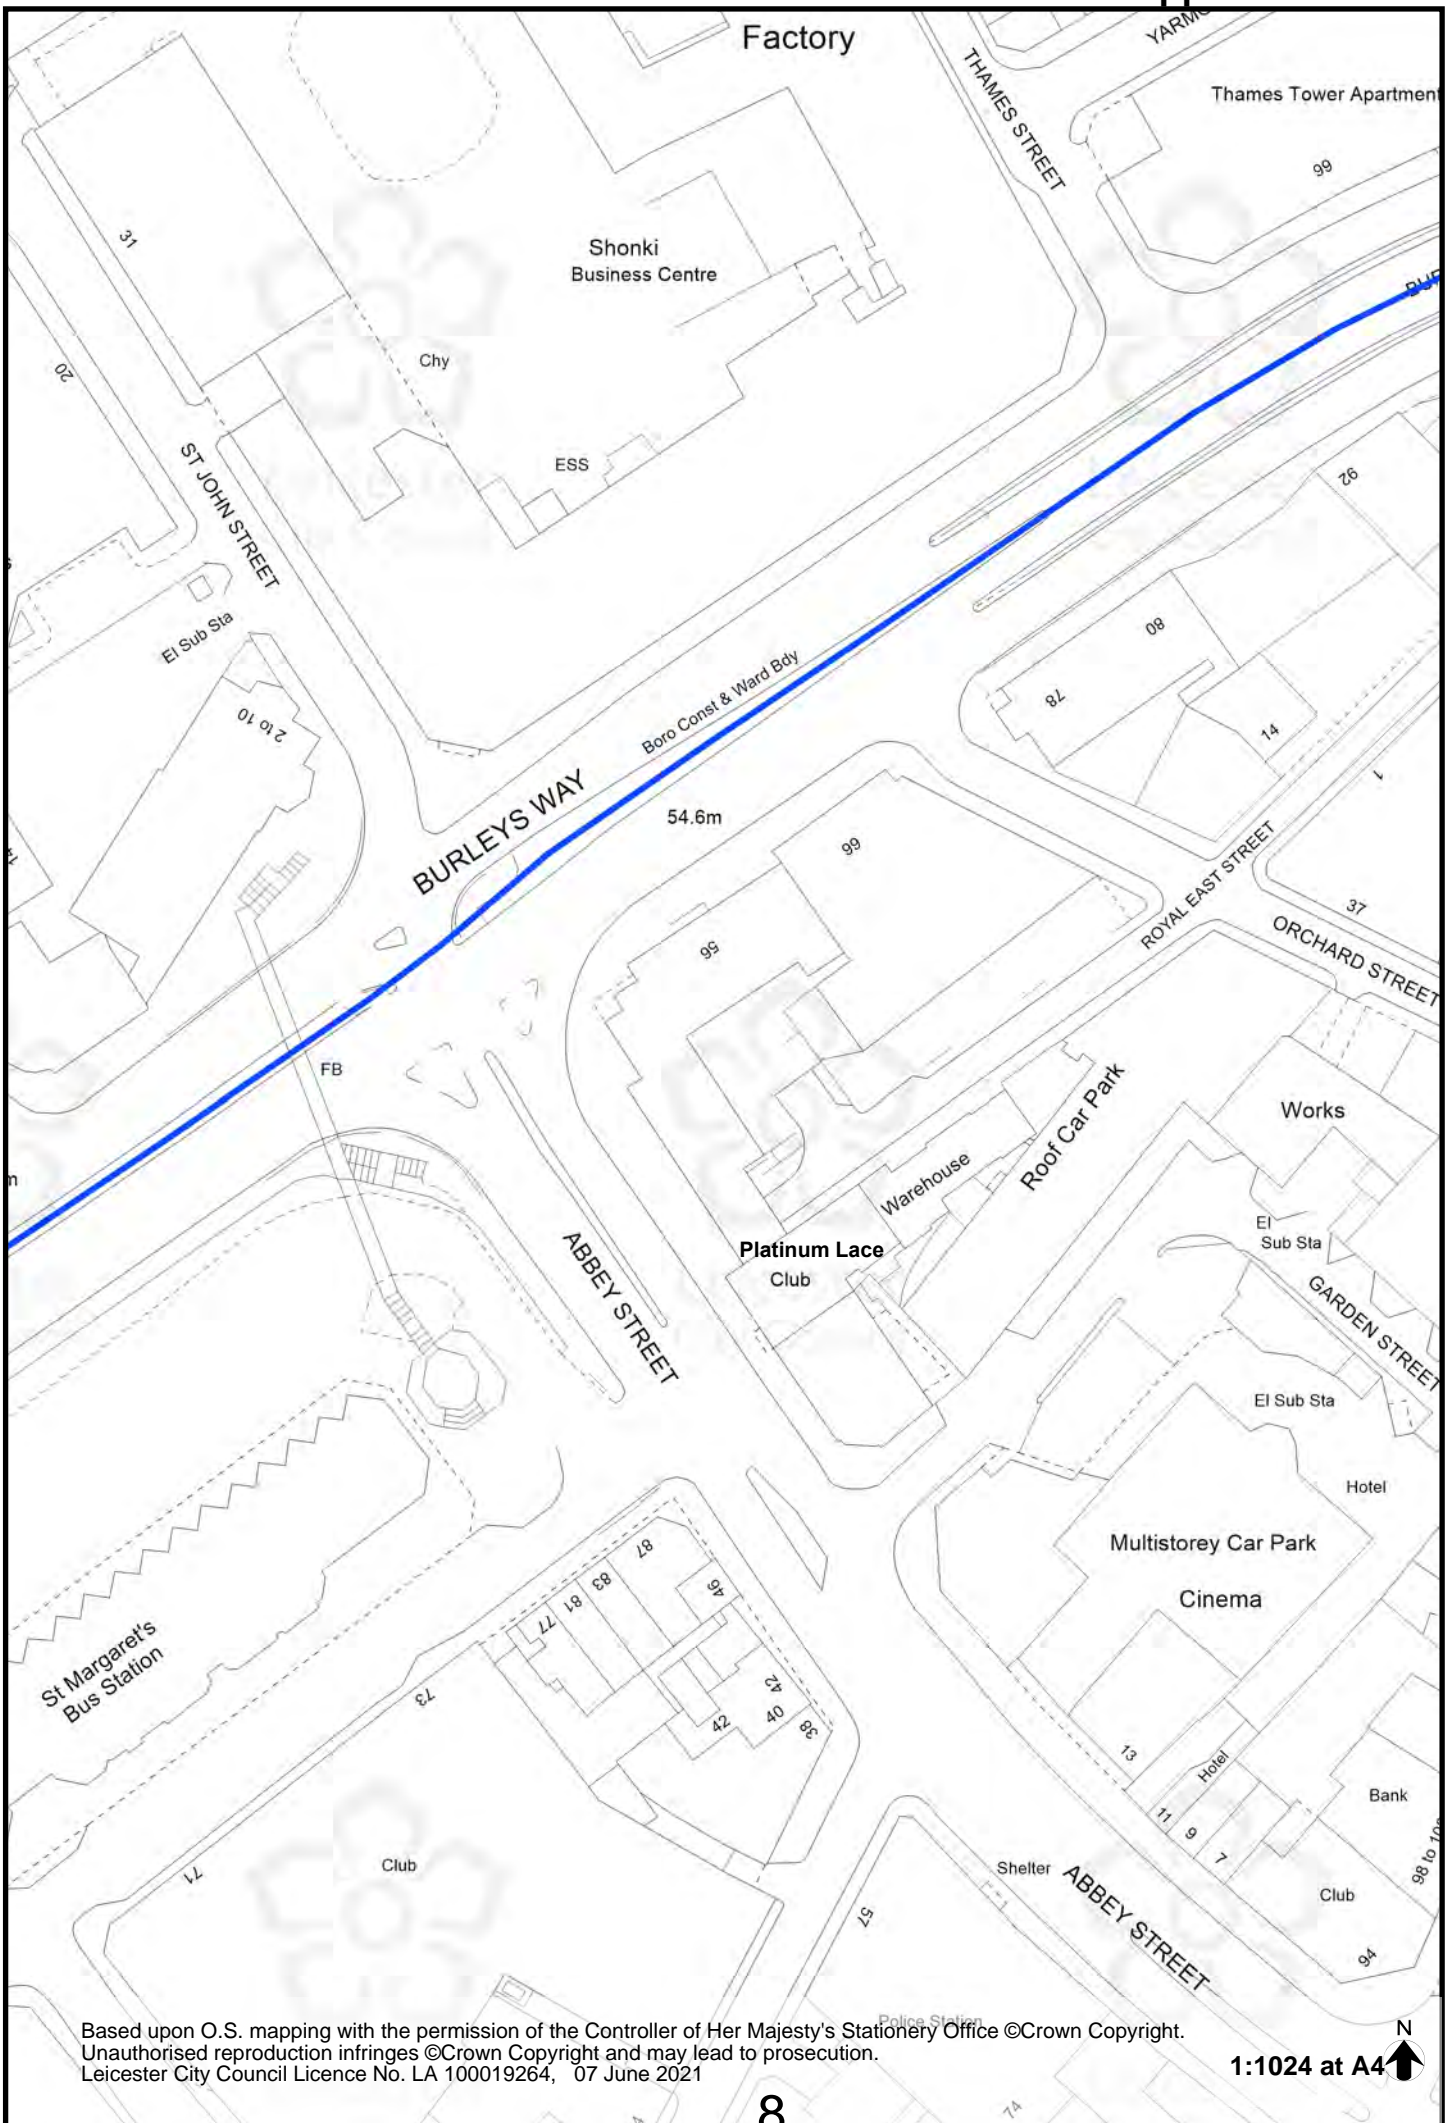 Factory
THAMES STREET
Thames Tower Apartment
99
31
Shonki
Business Centre
20
Chy
ESS
ST JOHN STREET
El Sub Sta
92
80
78
14
1
2 to 10
Boro Const & Ward Bdy
BURLEYS WAY
54.6m
66
56
ROYAL EAST STREET
37
ORCHARD STREET
FB
Works
Roof Car Park
Warehouse
m
Platinum Lace
Club
El
Sub Sta
GARDEN STREET
ABBEY STREET
El Sub Sta
Hotel
Multistorey Car Park
Cinema
87
83
81
77
46
St Margaret's
Bus Station
73
42
42
40
38
13
Hotel
11
9
7
Bank
71
Club
57
Shelter
ABBEY STREET
Club
94
Police Station
Based upon O.S. mapping with the permission of the Controller of Her Majesty's Stationery Office ©Crown Copyright.
Unauthorised reproduction infringes ©Crown Copyright and may lead to prosecution.
Leicester City Council Licence No. LA 100019264, 07 June 2021
N
1:1024 at A4
74
8